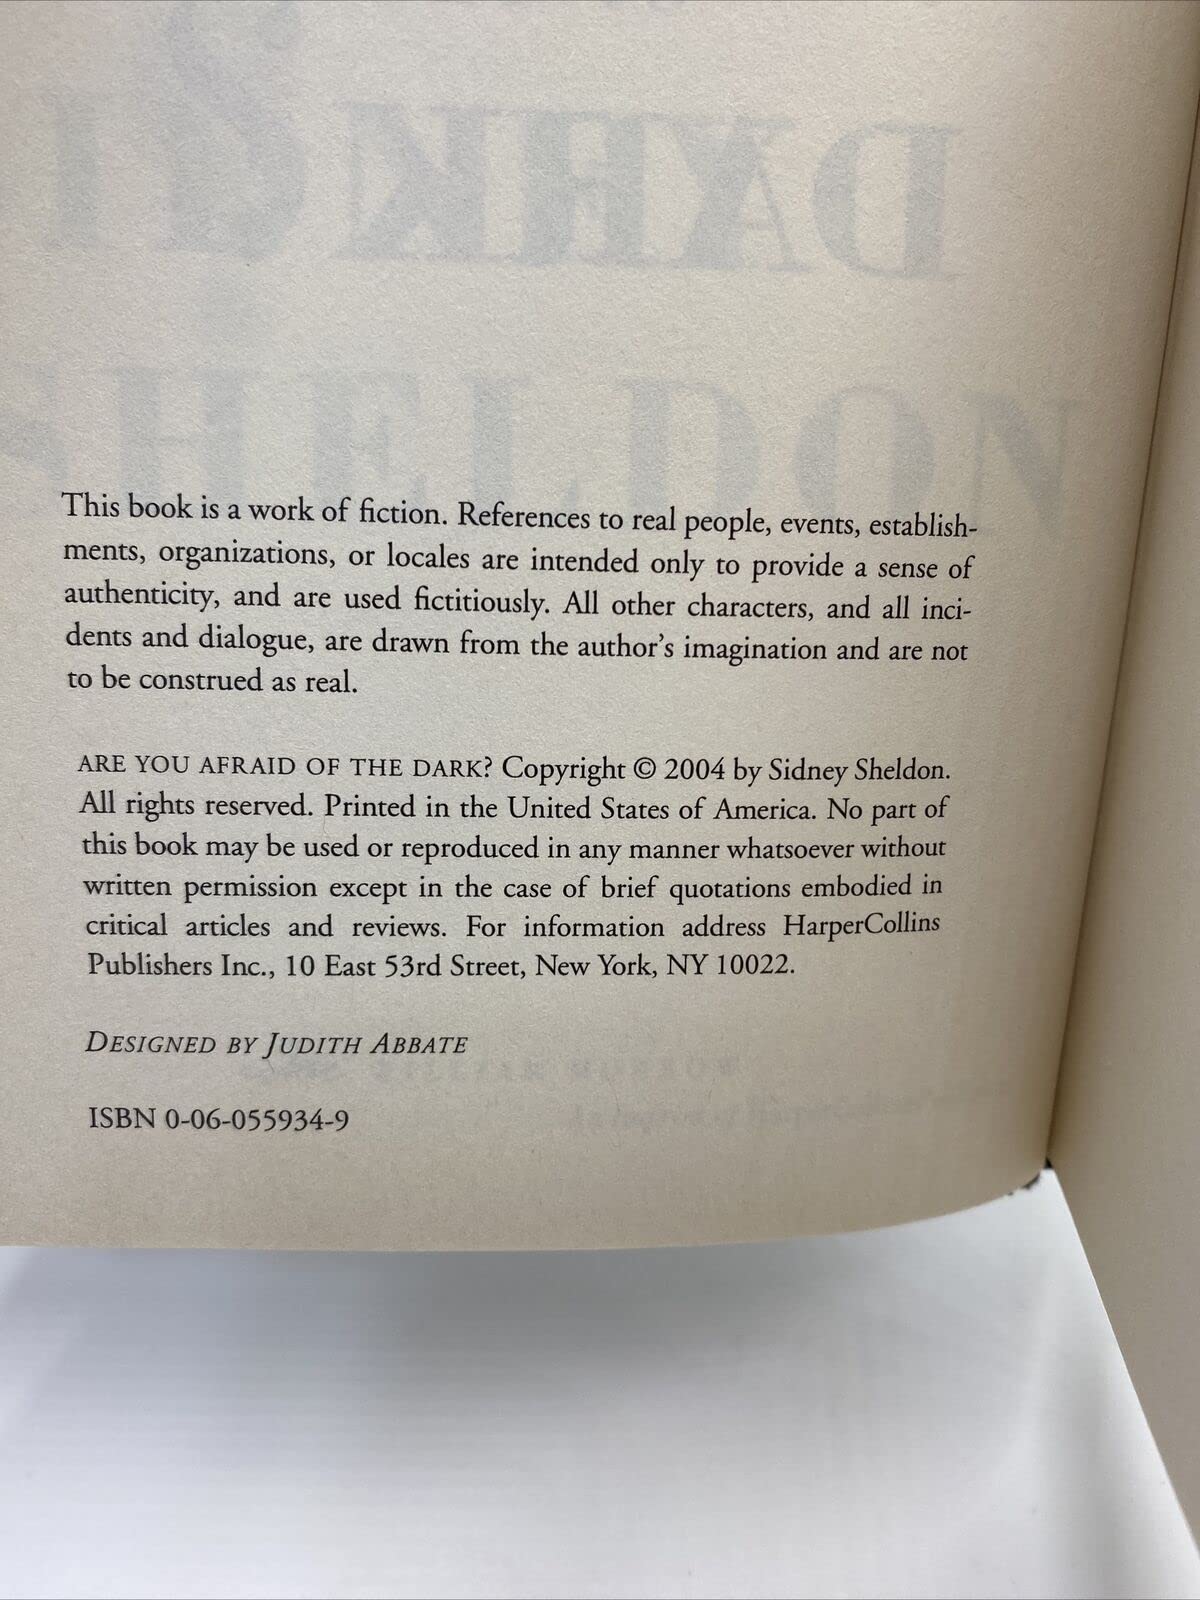 This book is a work of fiction. References to real people, events, establish-
ments, organizations, or locales are intended only to provide a sense of
authenticity, and are used fictitiously. All other characters, and all inci-
dents and dialogue, are drawn from the author's imagination and are not
to be construed as real.
ARE YOU AFRAID OF THE DARK? Copyright © 2004 by Sidney Sheldon.
All rights reserved. Printed in the United States of America. No part of
this book may be used or reproduced in any manner whatsoever without
written permission except in the case of brief quotations embodied in
critical articles and reviews. For information address HarperCollins
Publishers Inc., 10 East 53rd Street, New York, NY 10022.
DESIGNED BY JUDITH ABBATE
ISBN 0-06-055934-9